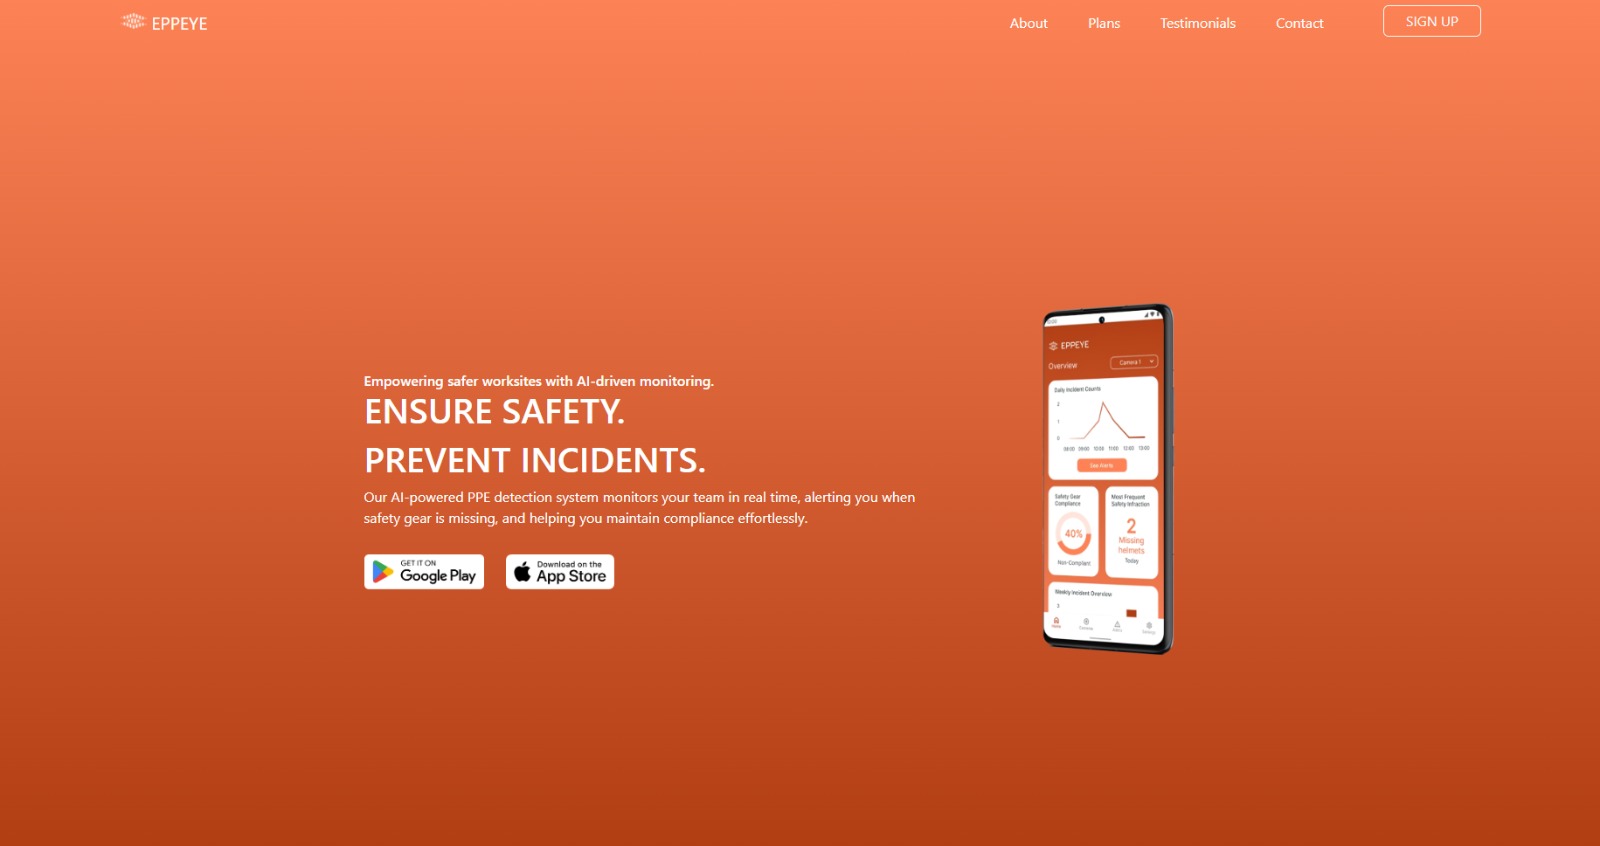 EPPEYE
About
Plans
Testimonials
Contact
SIGN UP
Empowering safer worksites with AI-driven monitoring.
ENSURE SAFETY.
PREVENT INCIDENTS.
Our AI-powered PPE detection system monitors your team in real time, alerting you when
safety gear is missing, and helping you maintain compliance effortlessly.
GET IT ON
Google Play
Download on the
App Store
EPPEYE
Overview
Camera 1
Daily Incident Counts
2
1
0
08:00 09:00 10:00 11:00 12:00 13:00
See Alerts
Safety Gear
Compliance
40%
Non-Compliant
Most Frequent
Safety Infraction
2
Missing
helmets
Today
Weekly Incident Overview
3
Home
Cameras
Alerts
Settings